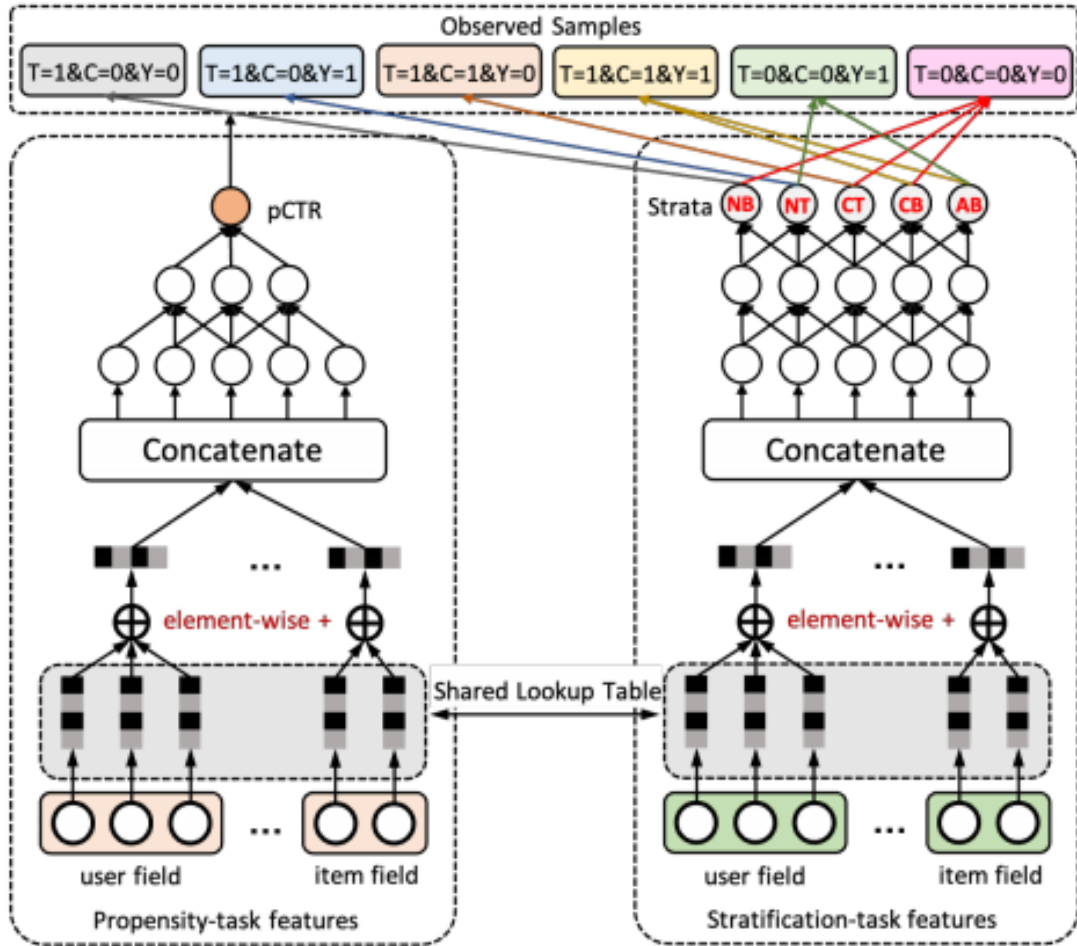 Observed Samples
T=1&C=0&Y=0 T=1&C=0&Y=1 T=1&C=1&Y=0 T=1&C=1&Y=1 T=0&C=0&Y=1 T=0&C=0&Y=0
pCTR Strata NB NT CT CB AB
Concatenate Concatenate
... ...
element-wise + element-wise +
Shared Lookup Table
... ...
user field item field user field item field
Propensity-task features Stratification-task features